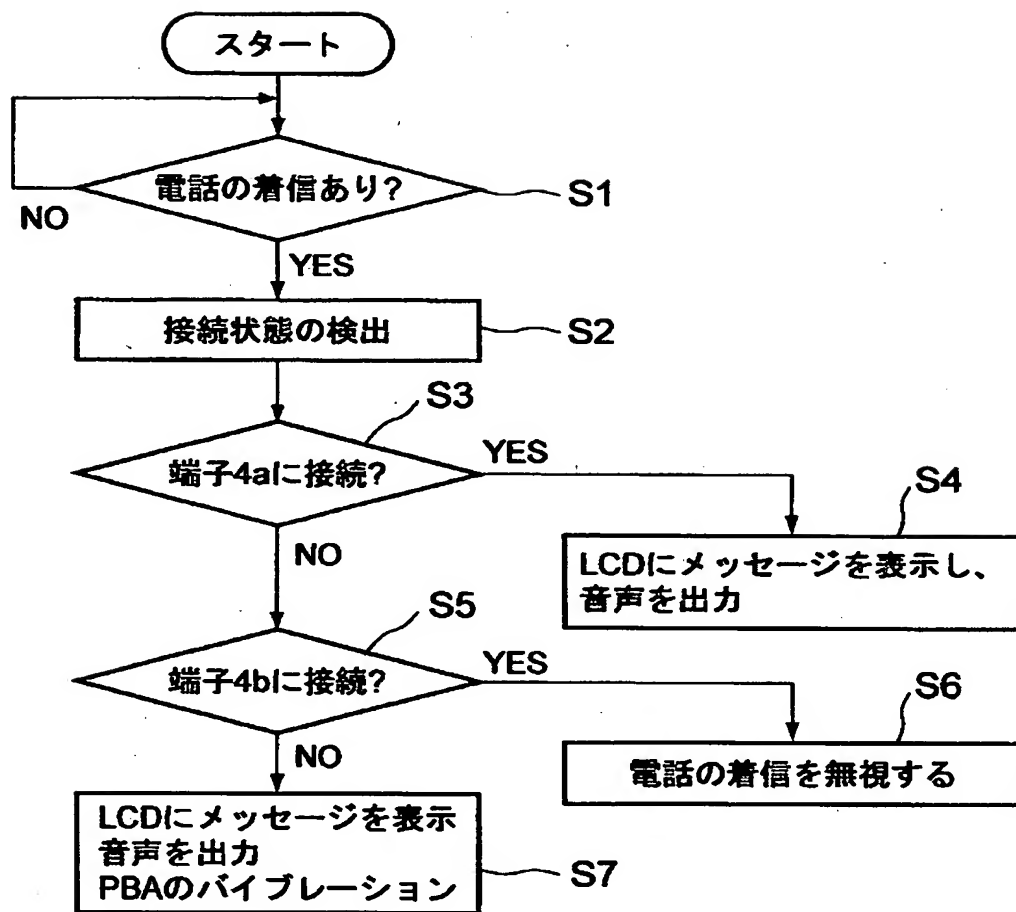 スタート
電話の着信あり?
S1
NO
YES
接続状態の検出
S2
S3
端子4aに接続?
YES
S4
NO
LCDにメッセージを表示し、
音声を出力
S5
端子4bに接続?
YES
S6
NO
電話の着信を無視する
LCDにメッセージを表示
音声を出力
PBAのバイブレーション
S7